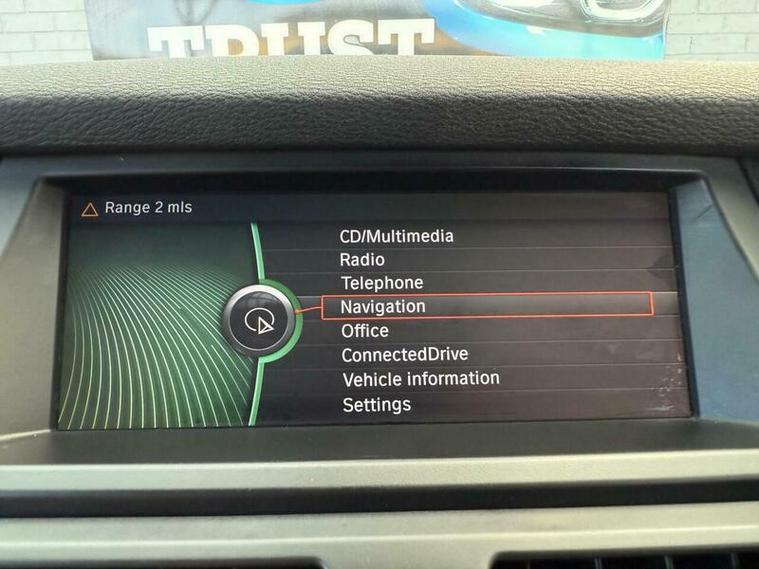 TRUST
Range 2 mls
CD/Multimedia
Radio
Telephone
Navigation
Office
ConnectedDrive
Vehicle information
Settings